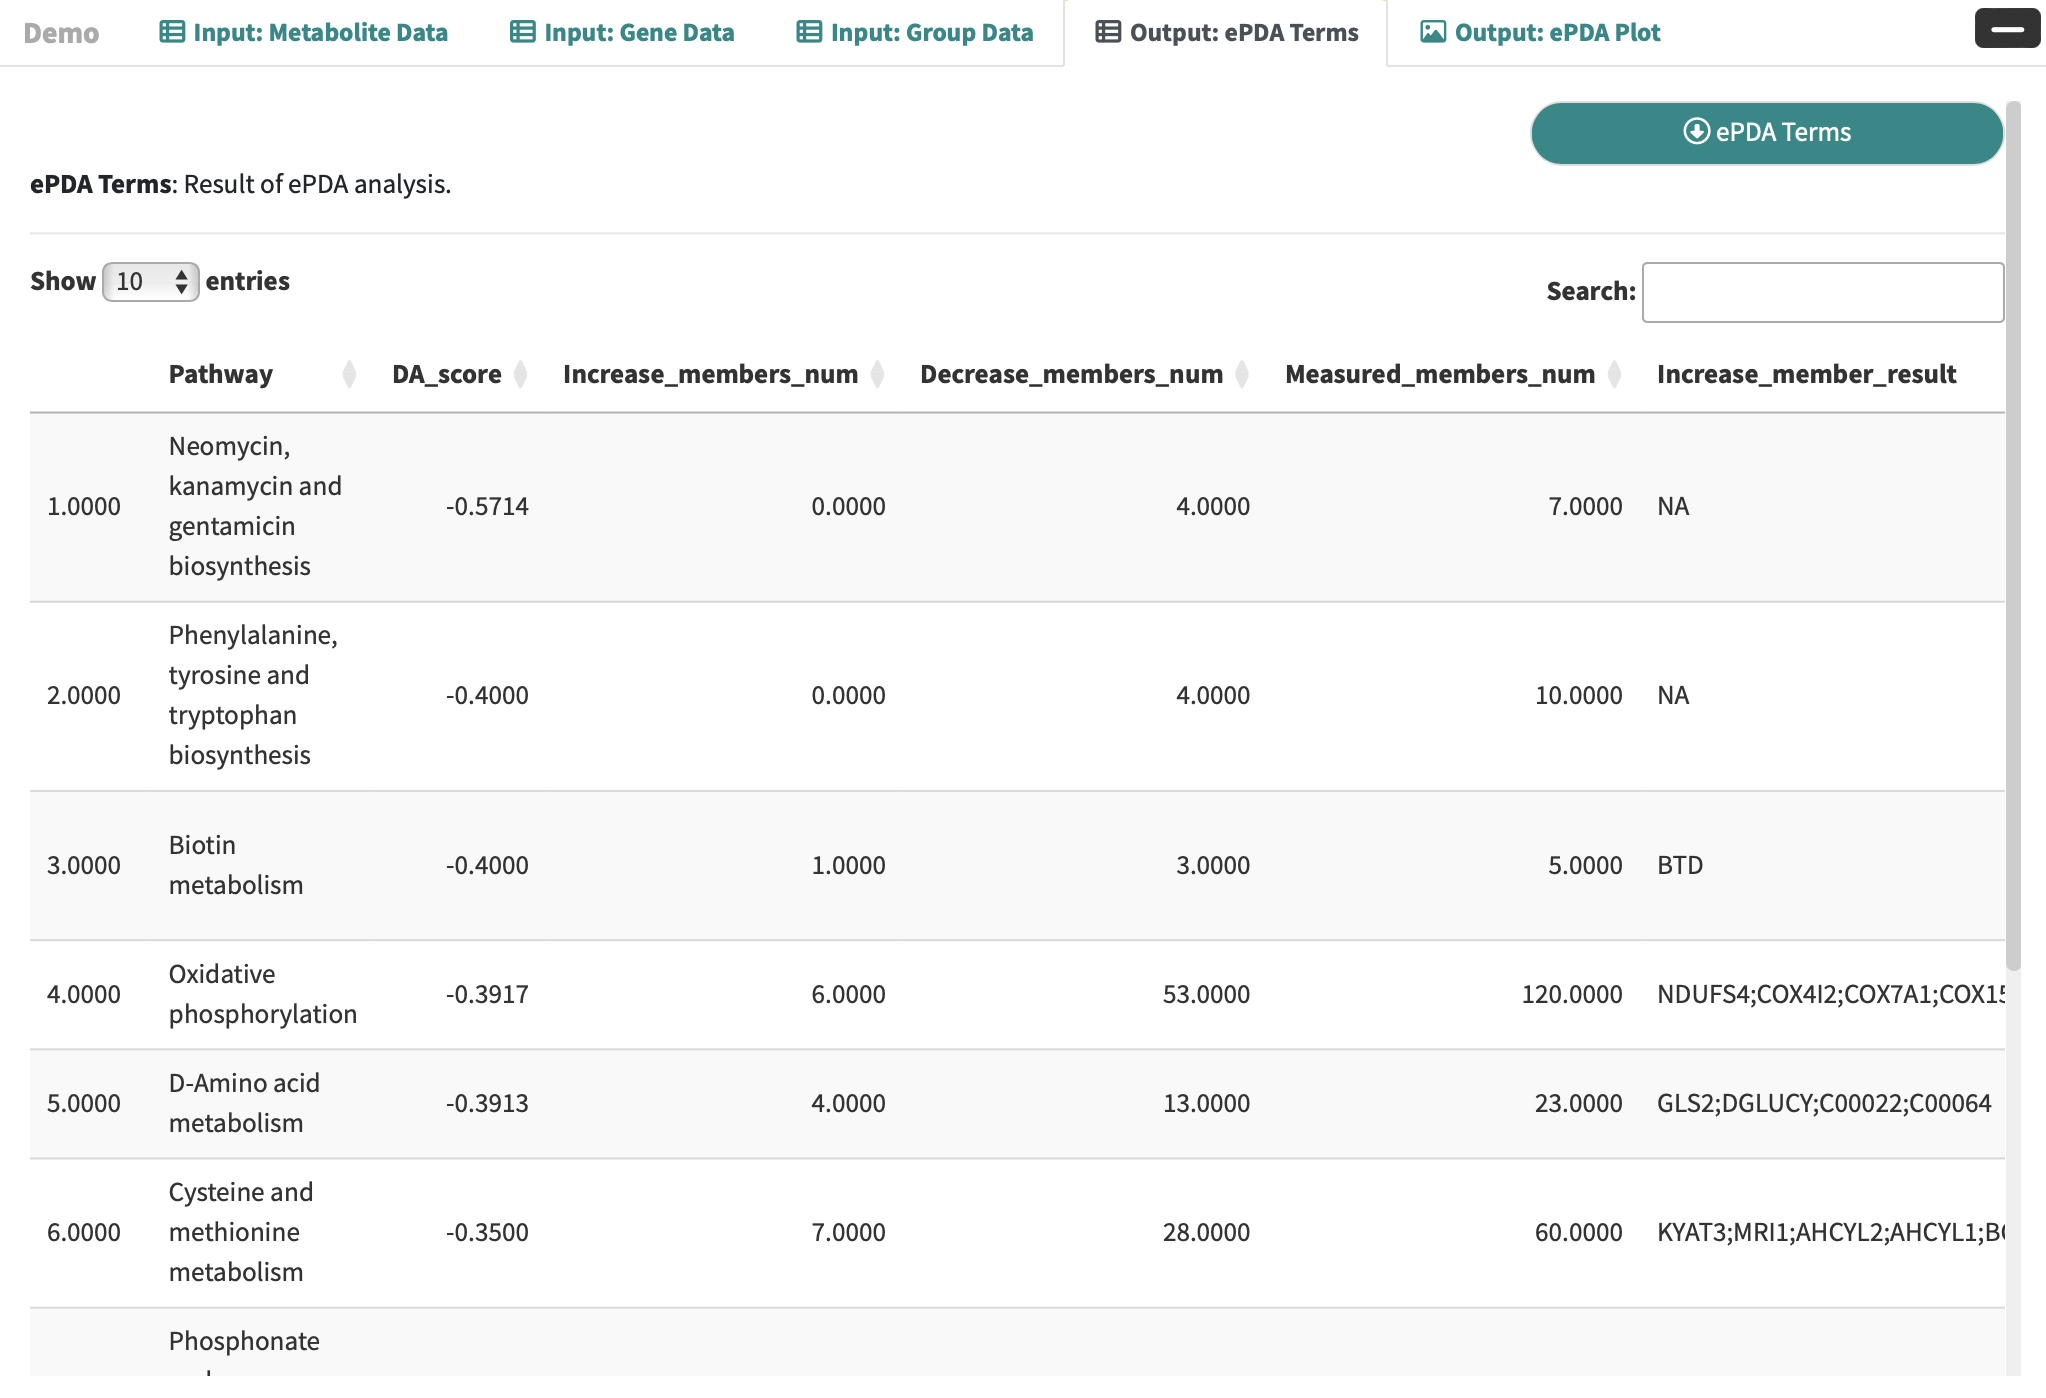 Demo Input: Metabolite Data Input: Gene Data Input: Group Data Output: ePDA Terms Output: ePDA Plot
ePDA Terms
ePDA Terms: Result of ePDA analysis.
Show 10 entries
Search:
Pathway DA_score Increase_members_num Decrease_members_num Measured_members_num Increase_member_result
Neomycin,
kanamycin and
gentamicin
biosynthesis
1.0000 -0.5714 0.0000 4.0000 7.0000 NA
Phenylalanine,
tyrosine and
tryptophan
biosynthesis
2.0000 -0.4000 0.0000 4.0000 10.0000 NA
Biotin
metabolism
3.0000 -0.4000 1.0000 3.0000 5.0000 BTD
Oxidative
phosphorylation
4.0000 -0.3917 6.0000 53.0000 120.0000 NDUFS4;COX4I2;COX7A1;COX15
D-Amino acid
metabolism
5.0000 -0.3913 4.0000 13.0000 23.0000 GLS2;DGLUCY;C00022;C00064
Cysteine and
methionine
metabolism
6.0000 -0.3500 7.0000 28.0000 60.0000 KYAT3;MRI1;AHCYL2;AHCYL1;
Phosphonate